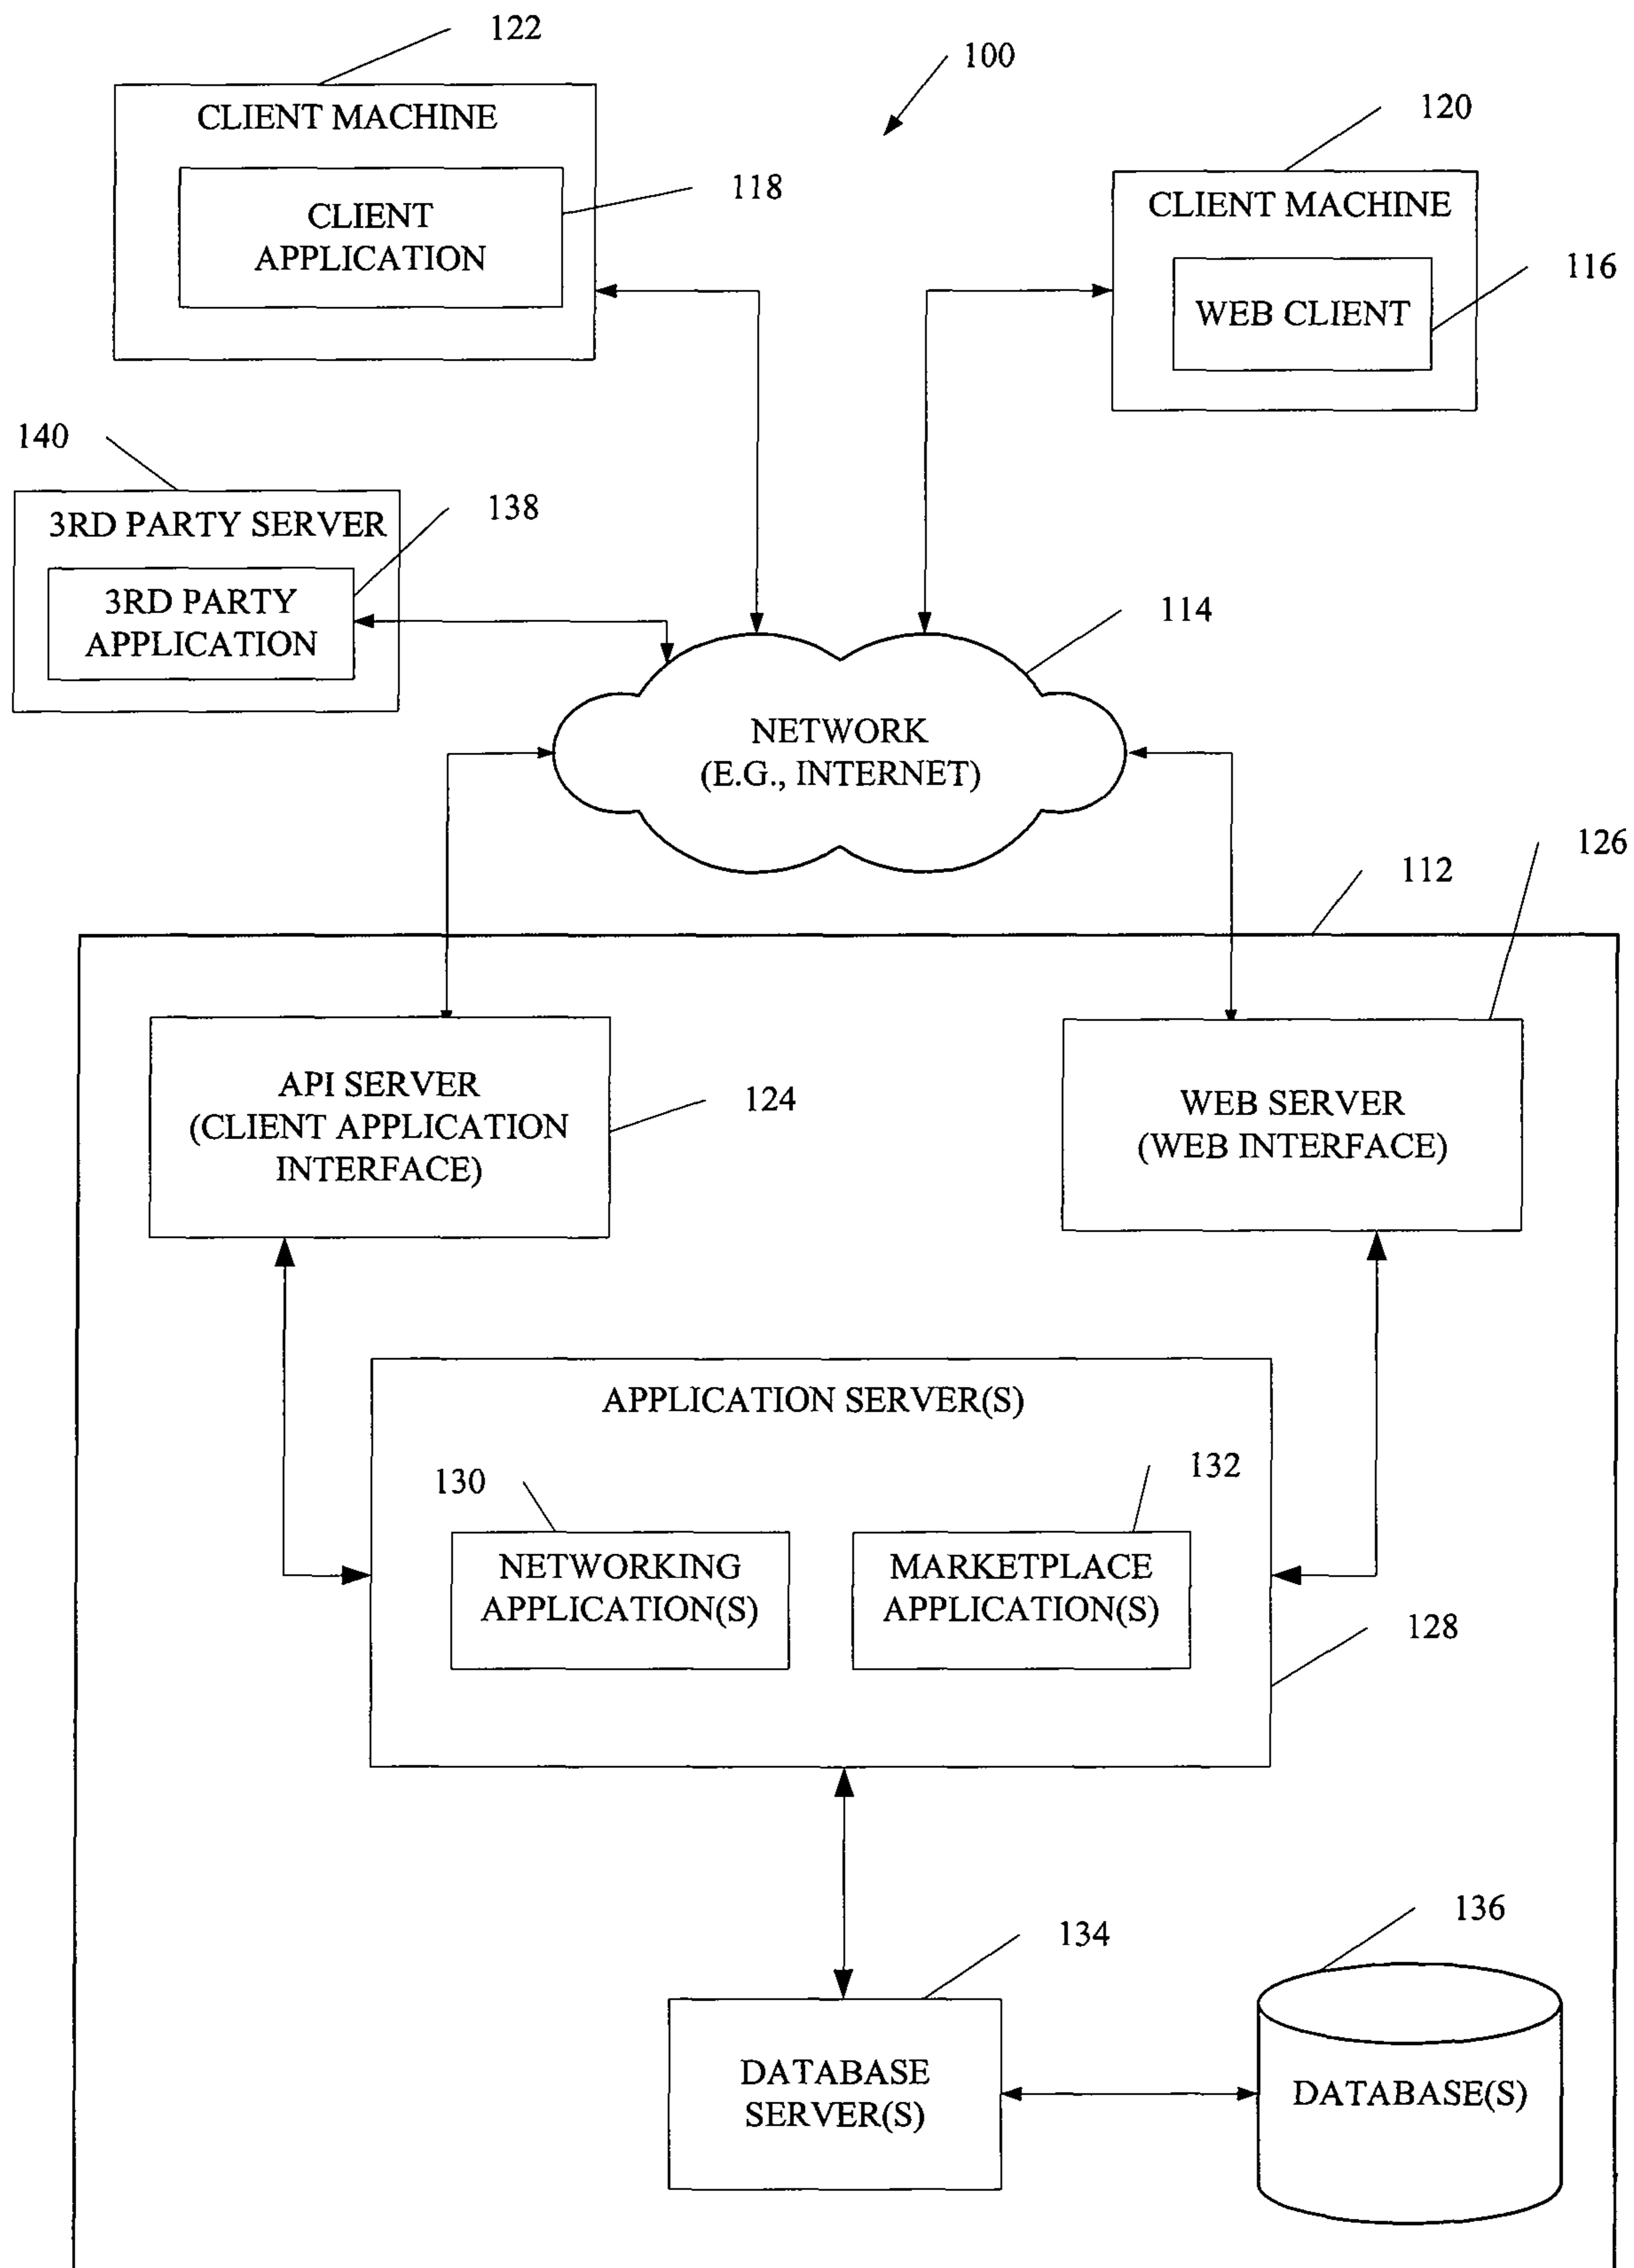 122
100
CLIENT MACHINE
120
118
CLIENT
APPLICATION
CLIENT MACHINE
116
WEB CLIENT
140
138
3RD PARTY SERVER
3RD PARTY
APPLICATION
114
NETWORK
(E.G., INTERNET)
126
112
API SERVER
(CLIENT APPLICATION
INTERFACE)
124
WEB SERVER
(WEB INTERFACE)
APPLICATION SERVER(S)
130
132
NETWORKING
APPLICATION(S)
MARKETPLACE
APPLICATION(S)
128
136
134
DATABASE
SERVER(S)
DATABASE(S)